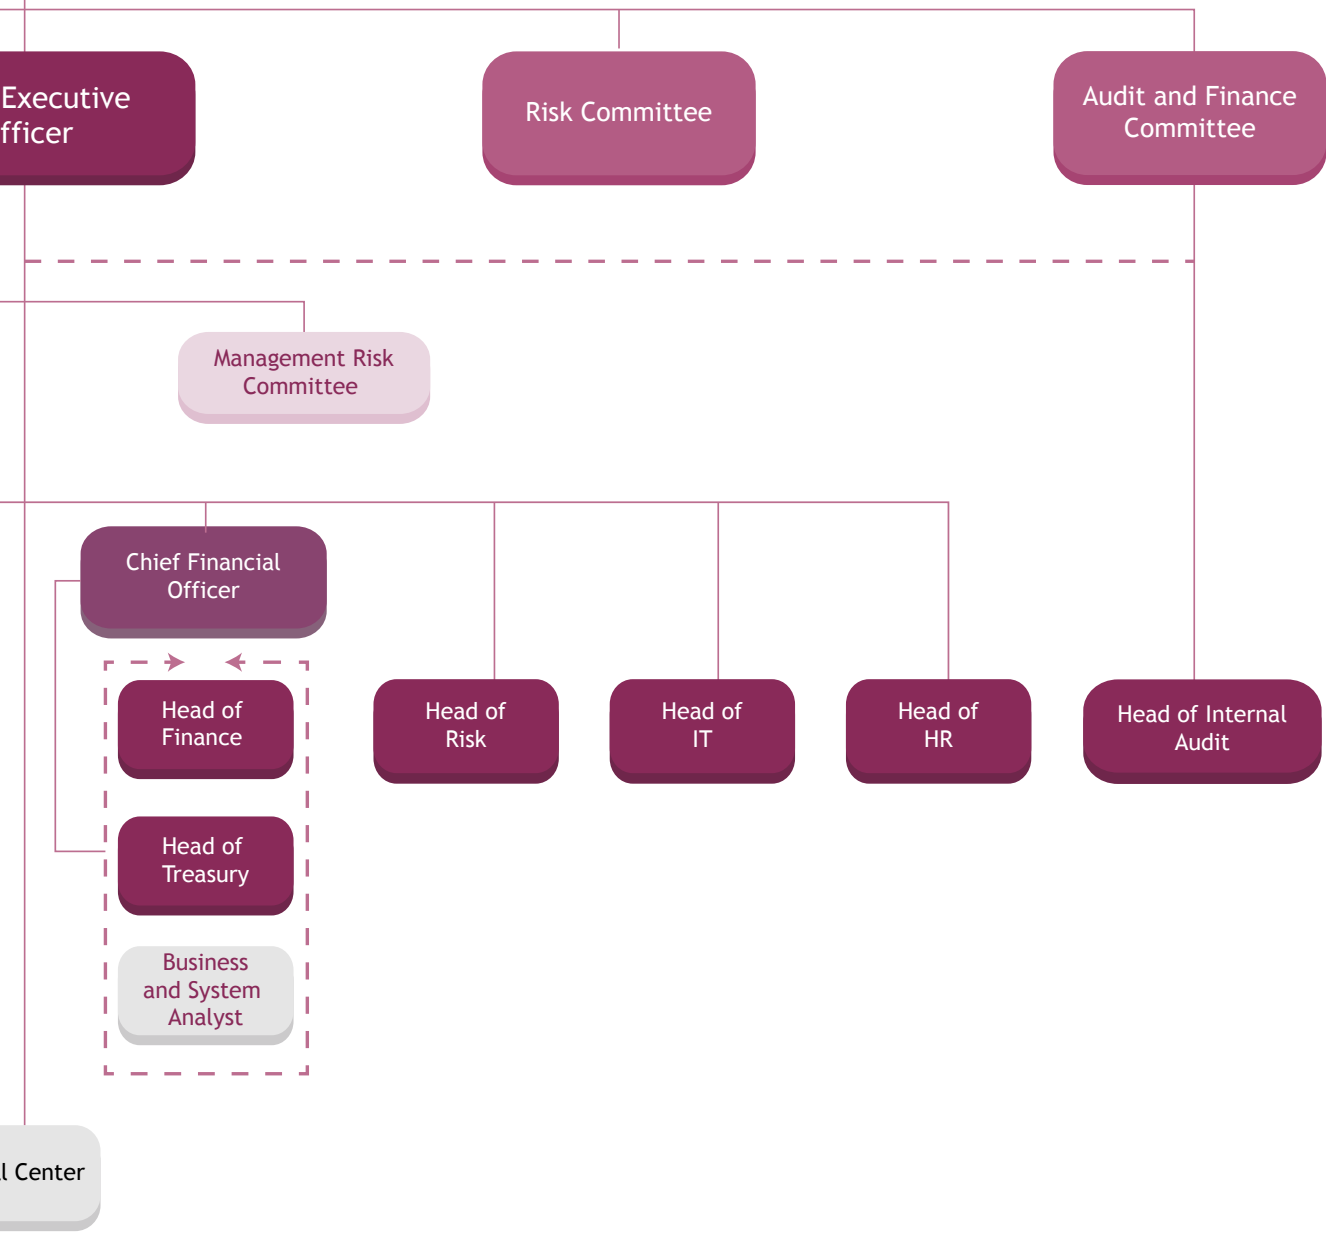 Executive
fficer
Risk Committee
Audit and Finance
Committee
Management Risk
Committee
Chief Financial
Officer
Head of
Finance
Head of
Risk
Head of
IT
Head of
HR
Head of Internal
Audit
Head of
Treasury
Business
and System
Analyst
l Center